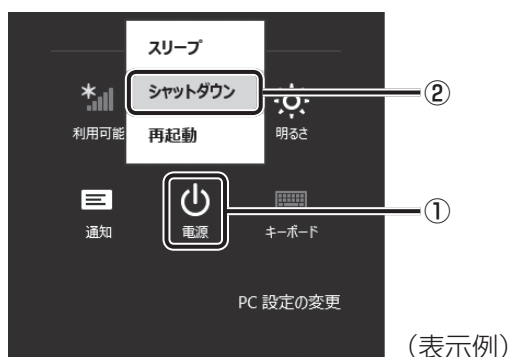 スリープ
シャットダウン
②
利用可能
再起動
明るさ
①
通知
電源
キーボード
PC 設定の変更
（表示例）